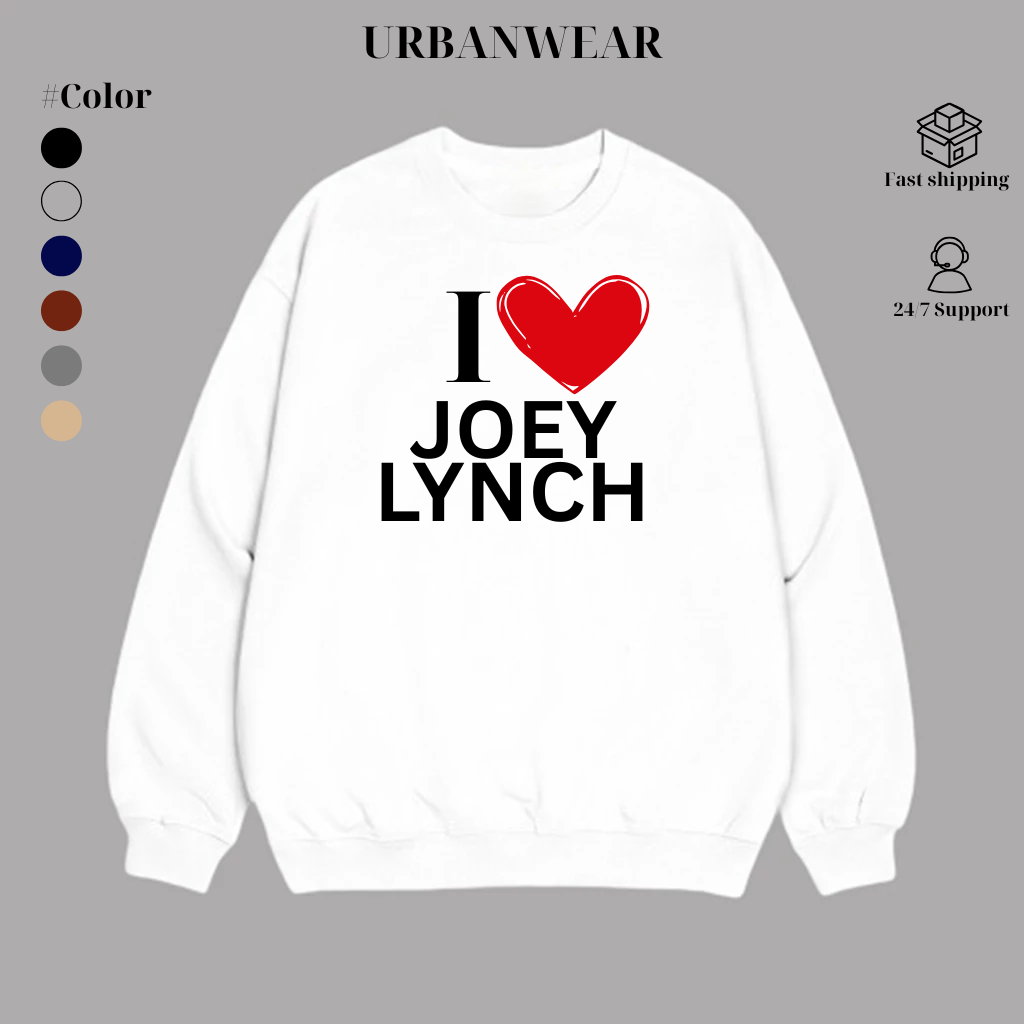 URBANWEAR
#Color
Fast shipping
24/7 Support
I
JOEY
LYNCH